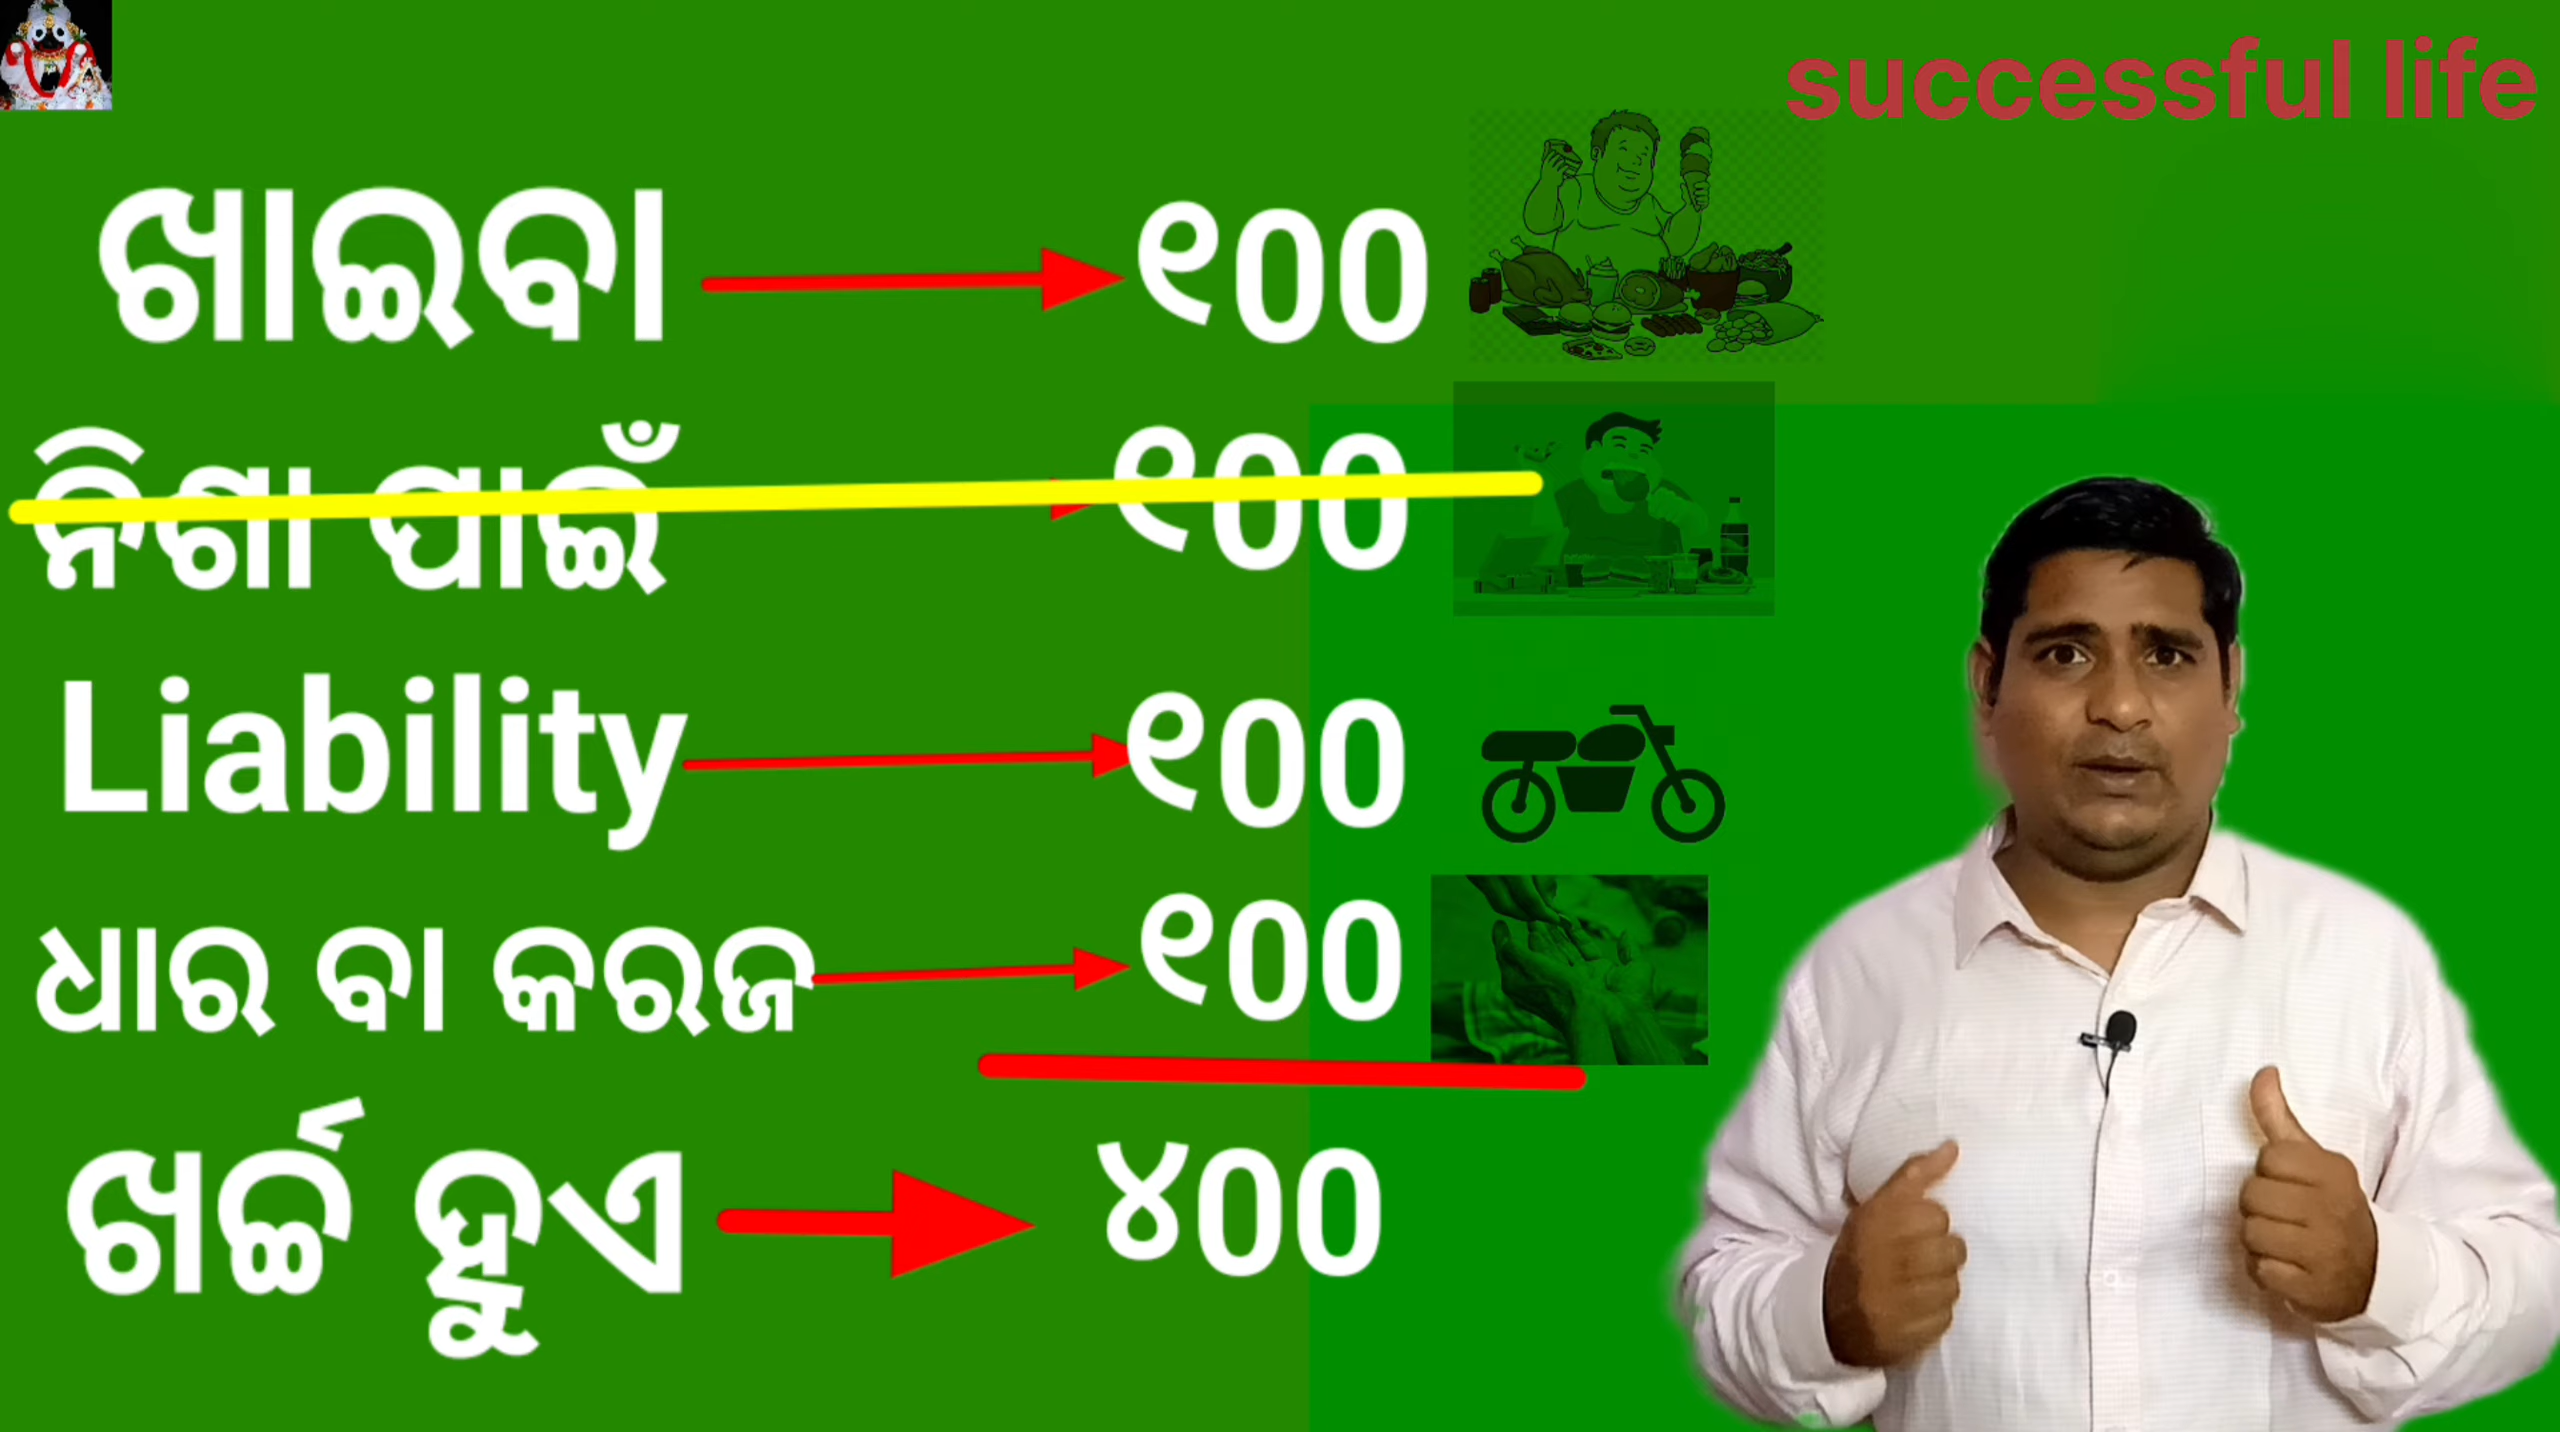 successful life
ଖାଇବା ୧୦୦
ନିଶା ପାଇଁ ୧୦୦
Liability ୧୦୦
ଧାର ବା କରଜ ୧୦୦
ଖର୍ଚ୍ଚ ହୁଏ ୪୦୦